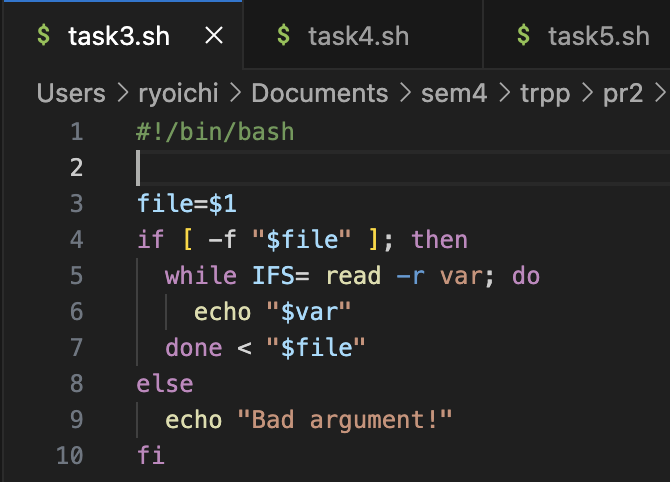 $ task3.sh × $ task4.sh $ task5.sh
Users > ryoichi > Documents > sem4 > trpp > pr2 >
1 #!/bin/bash
2
3 file=$1
4 if [ -f "$file" ]; then
5   while IFS= read -r var; do
6     echo "$var"
7   done < "$file"
8 else
9   echo "Bad argument!"
10 fi